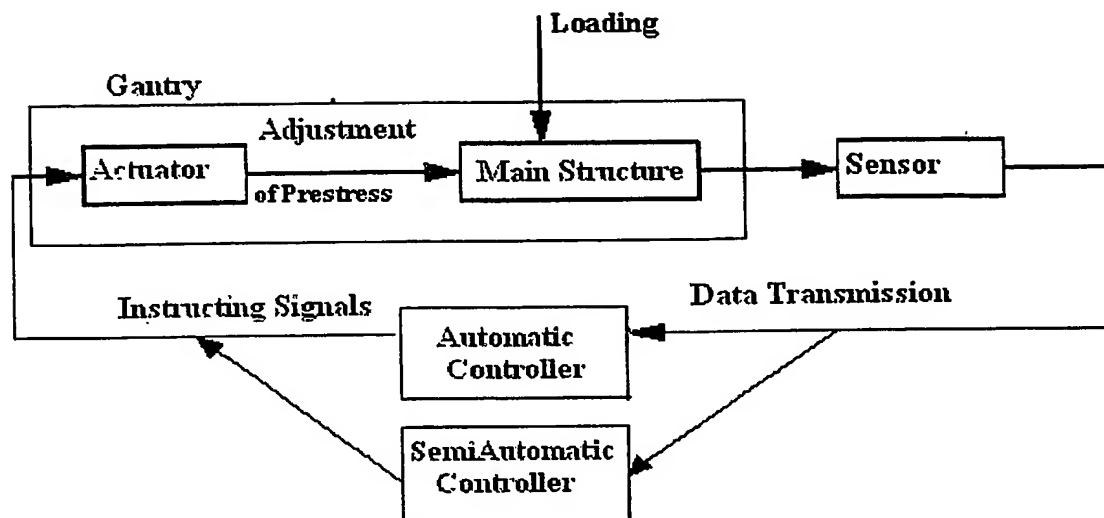 Loading
Gantry
Adjustment
Actuator
of Prestress
Main Structure
Sensor
Instructing Signals
Data Transmission
Automatic
Controller
SemiAutomatic
Controller